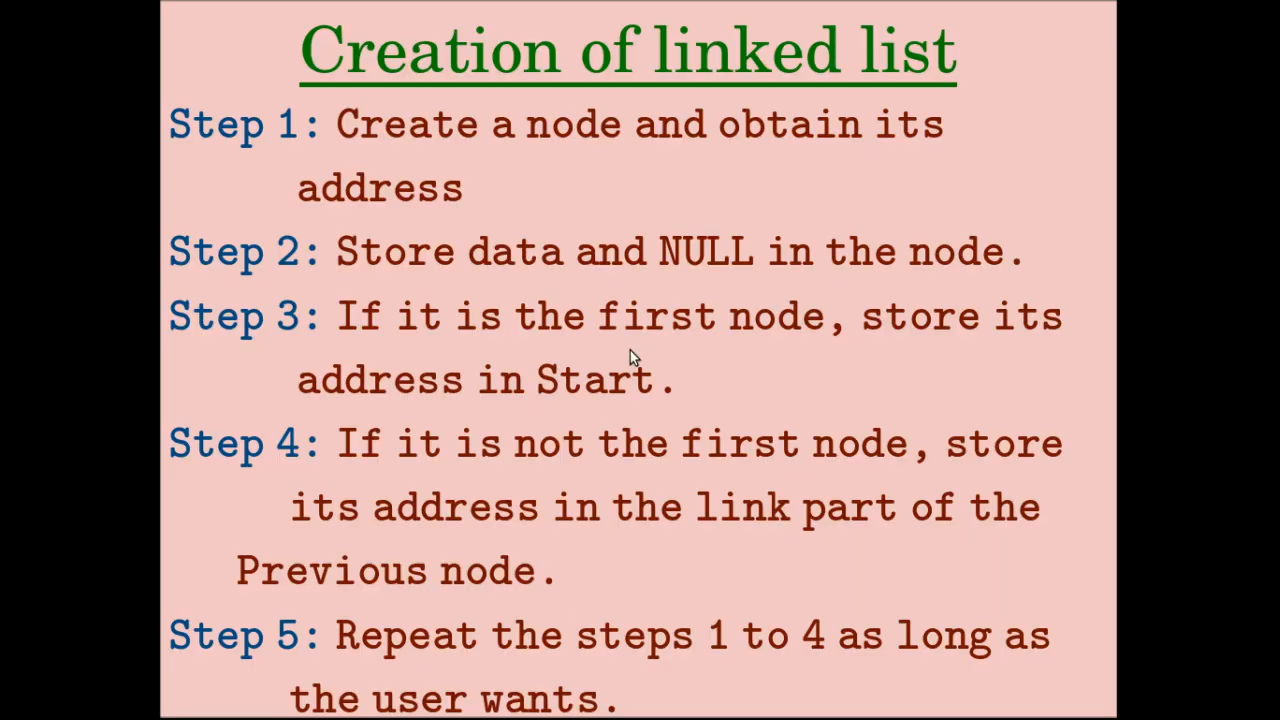 Creation of linked list
Step 1: Create a node and obtain its
address
Step 2: Store data and NULL in the node.
Step 3: If it is the first node, store its
address in Start.
Step 4: If it is not the first node, store
its address in the link part of the
Previous node.
Step 5: Repeat the steps 1 to 4 as long as
the user wants.